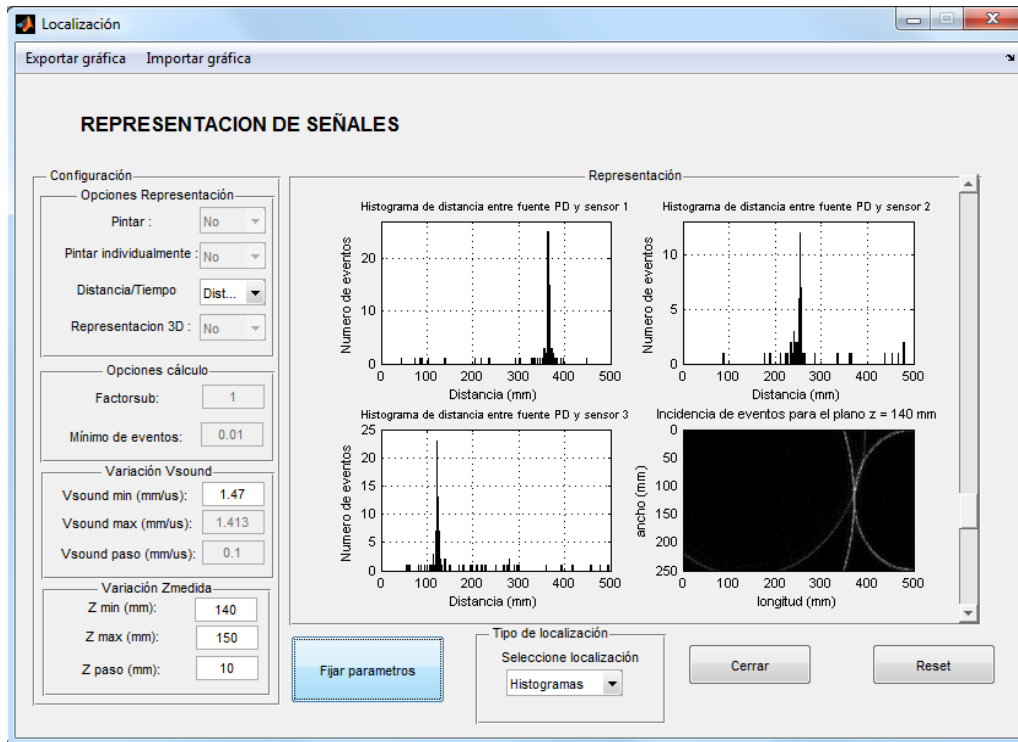 Localización
Exportar gráfica Importar gráfica
REPRESENTACION DE SEÑALES
Configuración
Opciones Representación
Pintar : No
Pintar individualmente : No
Distancia/Tiempo Dist...
Representacion 3D : No
Opciones cálculo
Factorsub: 1
Mínimo de eventos: 0.01
Variación Vsound
Vsound min (mm/us): 1.47
Vsound max (mm/us): 1.413
Vsound paso (mm/us): 0.1
Variación Zmedida
Z min (mm): 140
Z max (mm): 150
Z paso (mm): 10
Representación
Histograma de distancia entre fuente PD y sensor 1
Numero de eventos
20
10
0
0 100 200 300 400 500
Distancia (mm)
Histograma de distancia entre fuente PD y sensor 2
Numero de eventos
10
5
0
0 100 200 300 400 500
Distancia (mm)
Histograma de distancia entre fuente PD y sensor 3
Numero de eventos
25
20
15
10
5
0
0 100 200 300 400 500
Distancia (mm)
Incidencia de eventos para el plano z = 140 mm
ancho (mm)
0
50
100
150
200
250
0 100 200 300 400 500
longitud (mm)
Fijar parametros
Tipo de localización
Seleccione localización
Histogramas
Cerrar
Reset